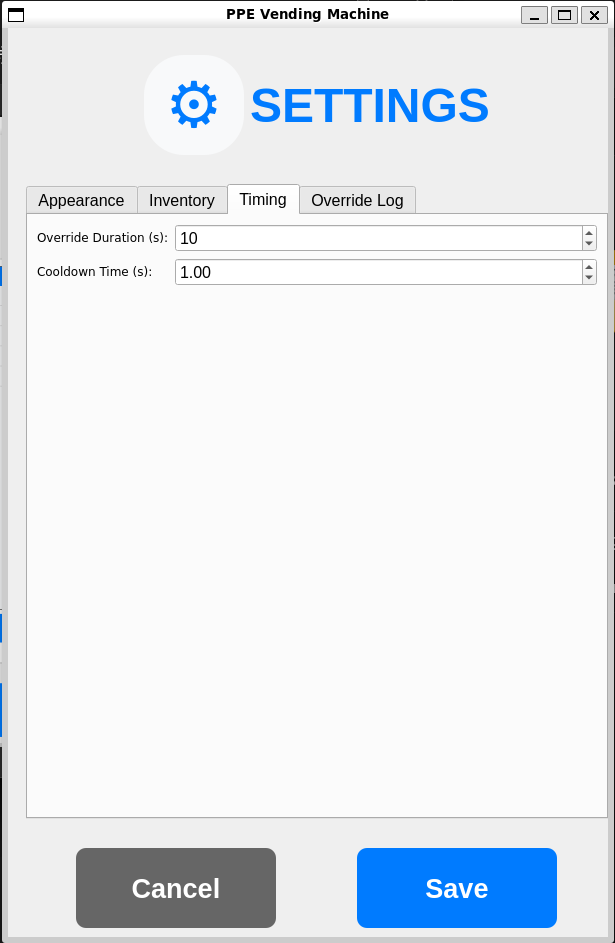 PPE Vending Machine
SETTINGS
Appearance Inventory Timing Override Log
Override Duration (s): 10
Cooldown Time (s): 1.00
Cancel Save